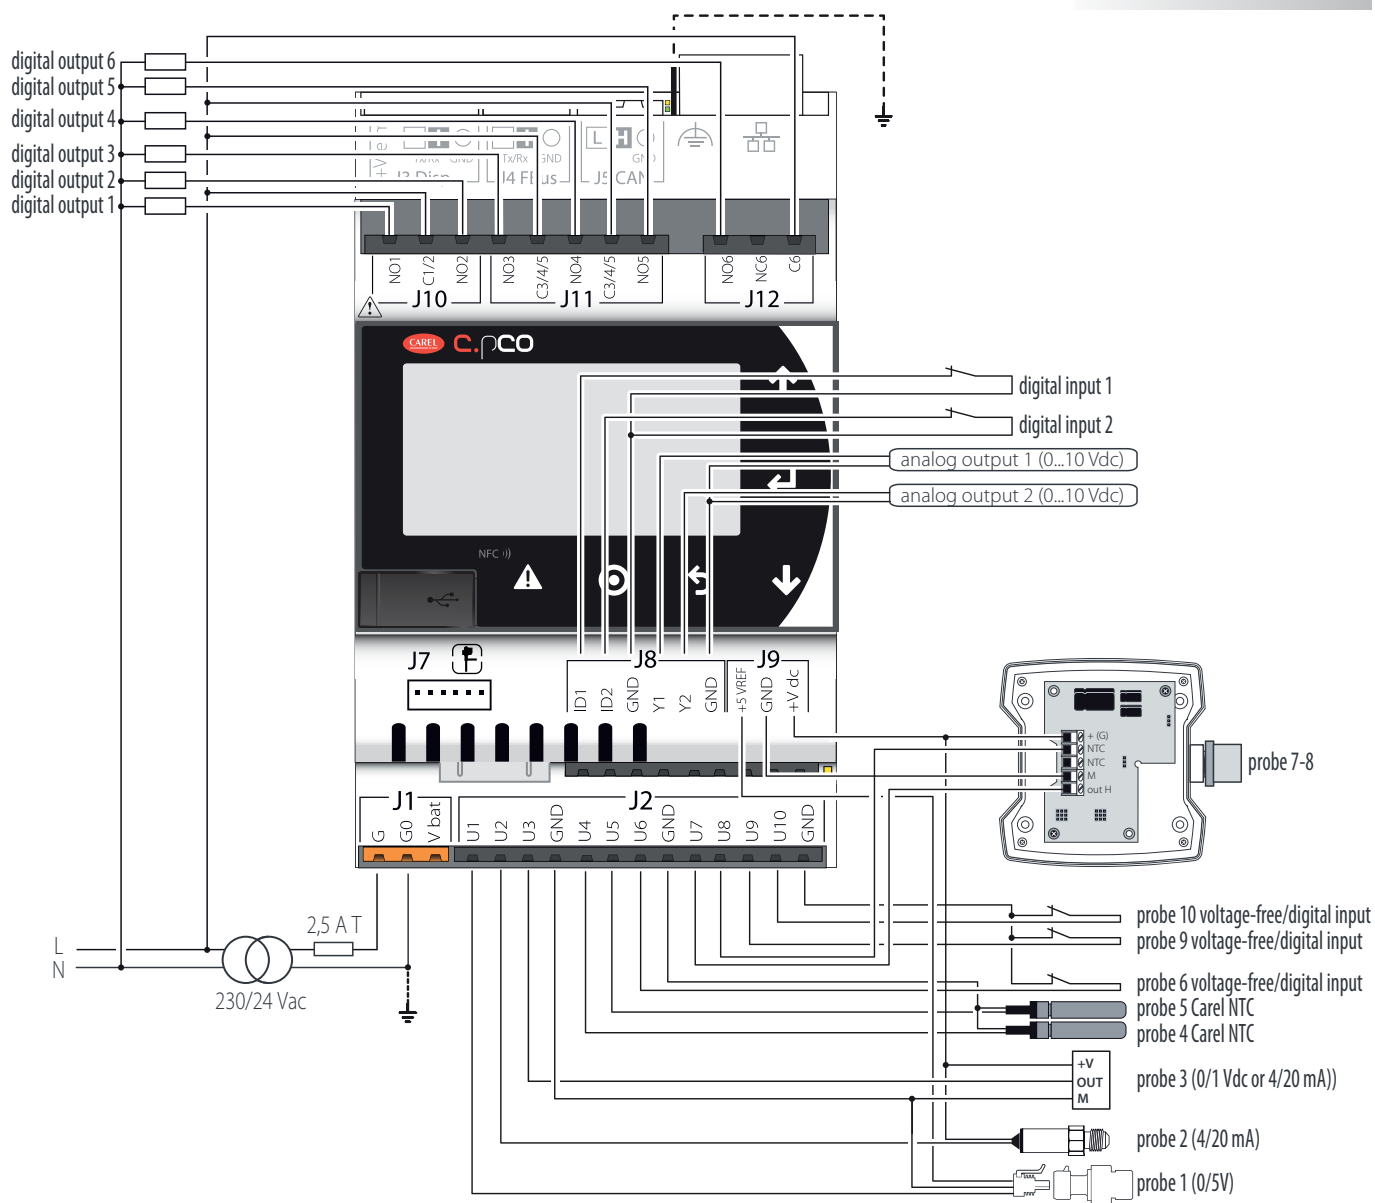 digital output 6
digital output 5
digital output 4
digital output 3
digital output 2
digital output 1
L H
Tx/Rx GND
Tx/Rx GND
GND
J3 Disp
J4 FBus
J5 CAN
NO1
C1/2
NO2
NO3
C3/4/5
NO4
C3/4/5
NO5
NO6
NC6
C6
J10
J11
J12
CAREL
c.pCO
digital input 1
digital input 2
analog output 1 (0...10 Vdc)
analog output 2 (0...10 Vdc)
NFC
J7
J8
J9
ID1
ID2
GND
Y1
Y2
GND
+5 VREF
GND
+V dc
+ (G)
NTC
NTC
M
out H
probe 7-8
J1
J2
G
G0
V bat
U1
U2
U3
GND
U4
U5
U6
GND
U7
U8
U9
U10
GND
L
N
2,5 A T
230/24 Vac
probe 10 voltage-free/digital input
probe 9 voltage-free/digital input
probe 6 voltage-free/digital input
probe 5 Carel NTC
probe 4 Carel NTC
+V
OUT
M
probe 3 (0/1 Vdc or 4/20 mA))
probe 2 (4/20 mA)
probe 1 (0/5V)